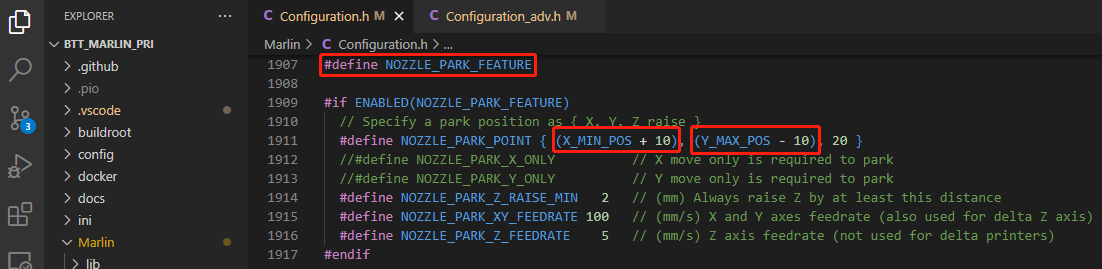 EXPLORER
BTT_MARLIN_PRI
.github
.pio
.vscode
buildroot
config
docker
docs
ini
Marlin
lib
3
C Configuration.h M
C Configuration_adv.h M
Marlin > C Configuration.h > ...
1907 #define NOZZLE_PARK_FEATURE
1908
1909 #if ENABLED(NOZZLE_PARK_FEATURE)
1910 // Specify a park position as { X, Y, Z_raise }
1911 #define NOZZLE_PARK_POINT { (X_MIN_POS + 10), (Y_MAX_POS - 10), 20 }
1912 //#define NOZZLE_PARK_X_ONLY // X move only is required to park
1913 //#define NOZZLE_PARK_Y_ONLY // Y move only is required to park
1914 #define NOZZLE_PARK_Z_RAISE_MIN 2 // (mm) Always raise Z by at least this distance
1915 #define NOZZLE_PARK_XY_FEEDRATE 100 // (mm/s) X and Y axes feedrate (also used for delta Z axis)
1916 #define NOZZLE_PARK_Z_FEEDRATE 5 // (mm/s) Z axis feedrate (not used for delta printers)
1917 #endif